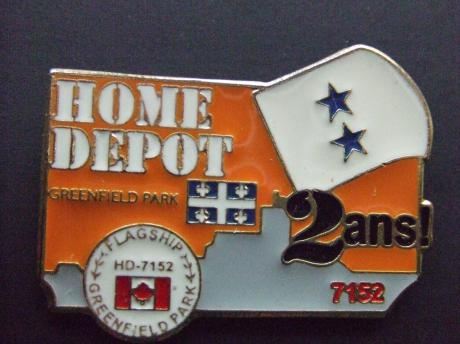 HOME
DEPOT
GREENFIELD PARK
2ans!
FLAGSHIP
HD-7152
GREENFIELD PARK
7152